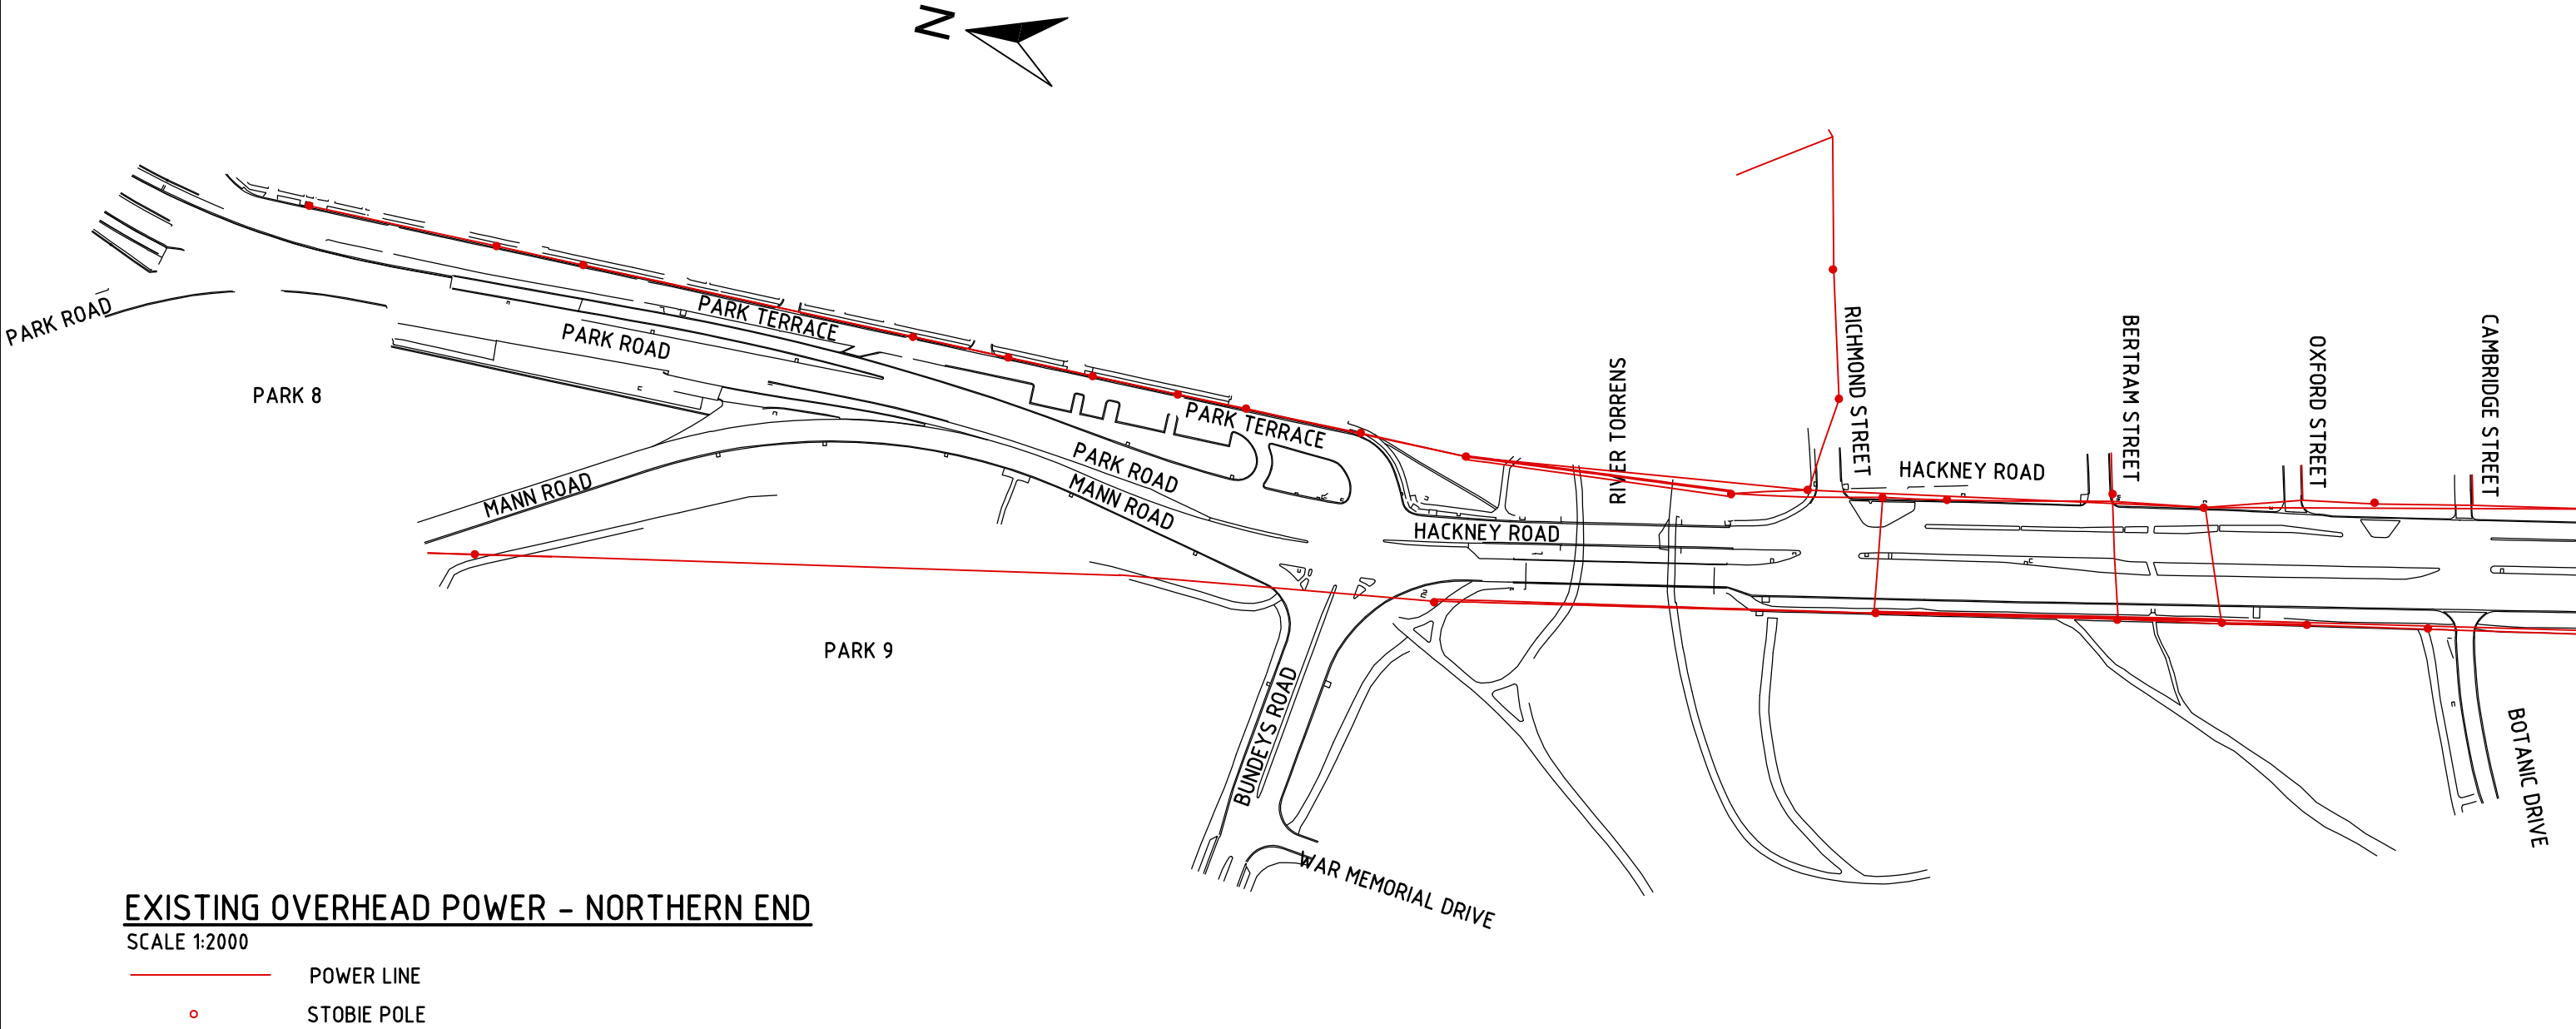 N
PARK ROAD
PARK TERRACE
PARK ROAD
PARK 8
MANN ROAD
PARK TERRACE
PARK ROAD
MANN ROAD
HACKNEY ROAD
RIVER TORRENS
RICHMOND STREET
HACKNEY ROAD
BERTRAM STREET
OXFORD STREET
CAMBRIDGE STREET
PARK 9
BUNDEYS ROAD
WAR MEMORIAL DRIVE
BOTANIC DRIVE
EXISTING OVERHEAD POWER - NORTHERN END
SCALE 1:2000
POWER LINE
STOBIE POLE